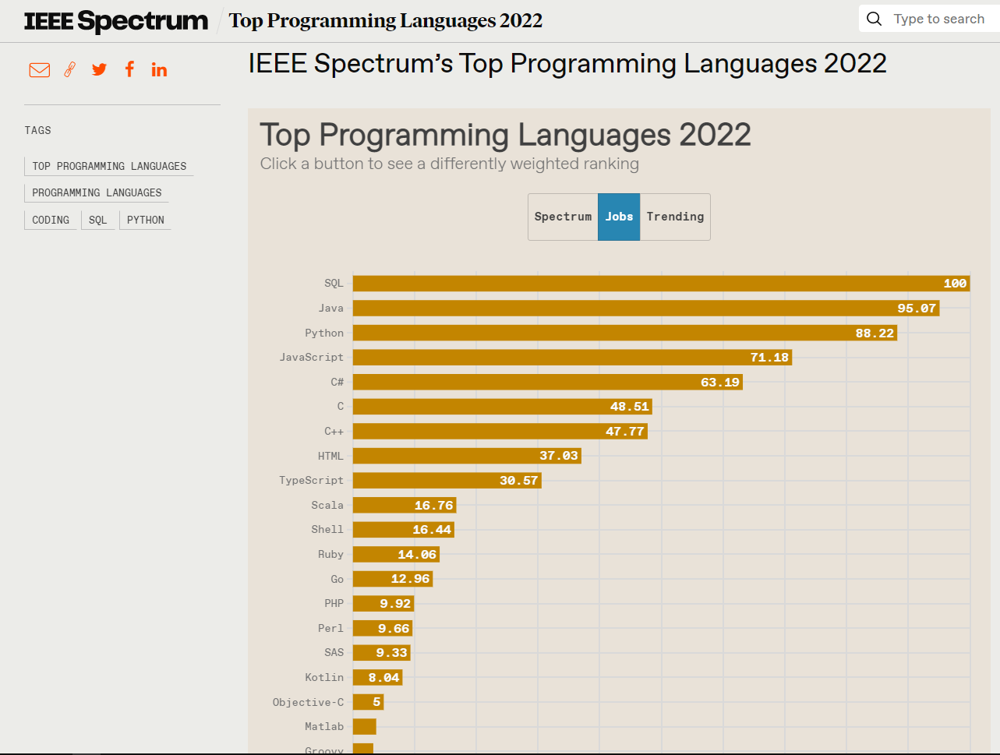 IEEE Spectrum / Top Programming Languages 2022
Type to search
IEEE Spectrum’s Top Programming Languages 2022
TAGS
TOP PROGRAMMING LANGUAGES
PROGRAMMING LANGUAGES
CODING SQL PYTHON
Top Programming Languages 2022
Click a button to see a differently weighted ranking
Spectrum Jobs Trending
SQL 100
Java 95.07
Python 88.22
JavaScript 71.18
C# 63.19
C 48.51
C++ 47.77
HTML 37.03
TypeScript 30.57
Scala 16.76
Shell 16.44
Ruby 14.06
Go 12.96
PHP 9.92
Perl 9.66
SAS 9.33
Kotlin 8.04
Objective-C 5
Matlab
Groovy